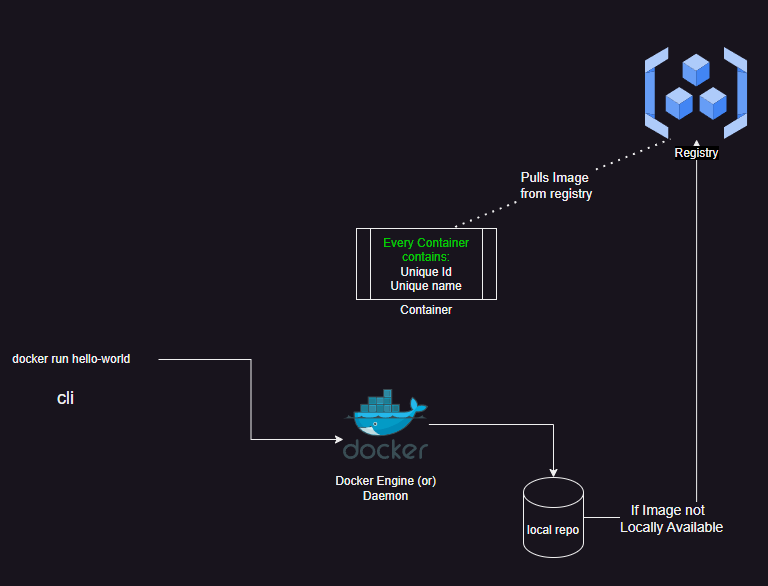 Registry
Pulls Image
from registry
Every Container
contains:
Unique Id
Unique name
Container
docker run hello-world
cli
docker
Docker Engine (or)
Daemon
local repo
If Image not
Locally Available